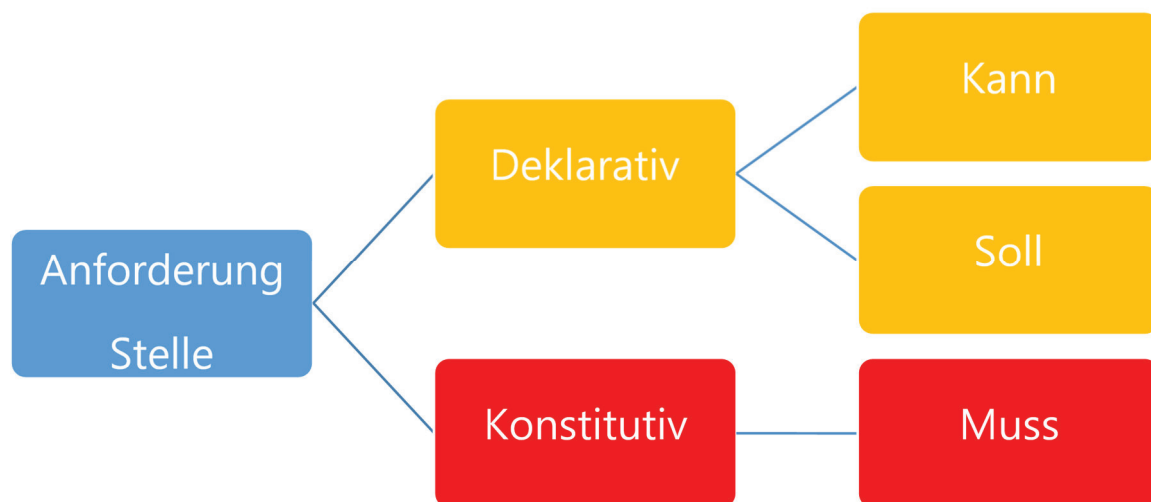 Anforderung
Stelle
Deklarativ
Kann
Soll
Konstitutiv
Muss